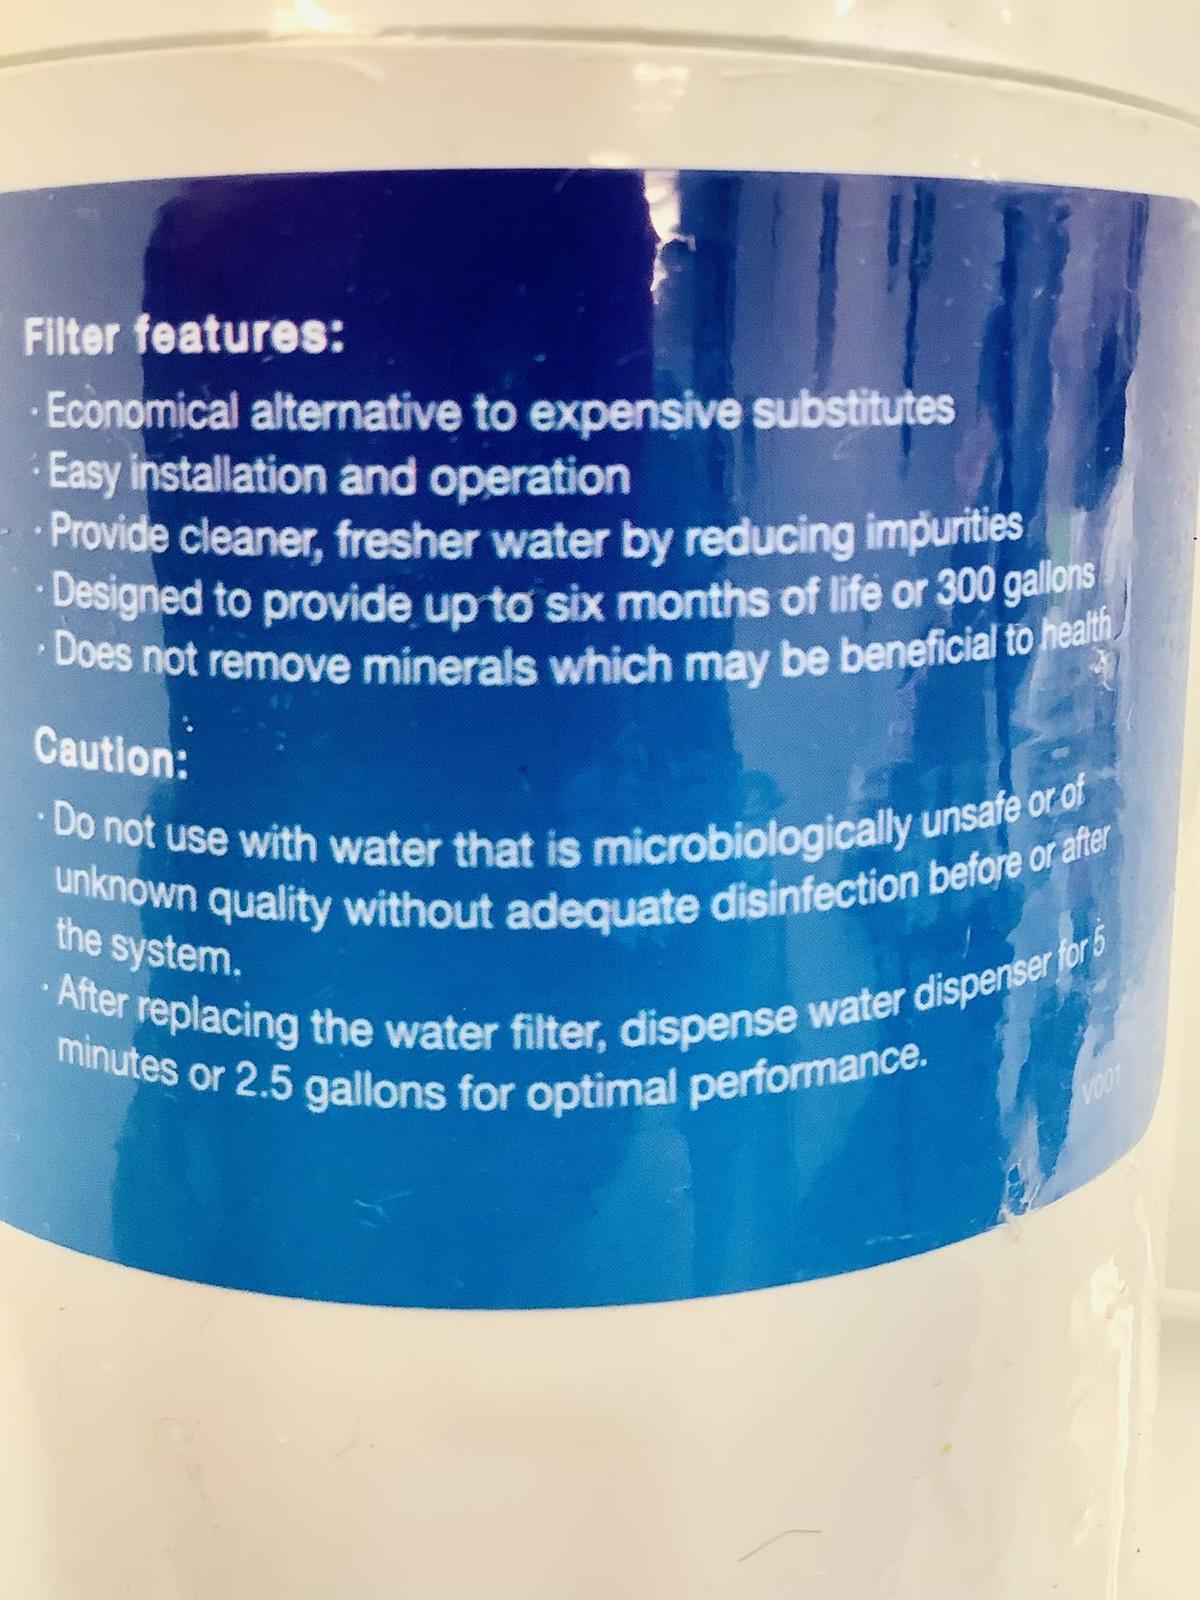 Filter features:
· Economical alternative to expensive substitutes
· Easy installation and operation
· Provide cleaner, fresher water by reducing impurities
· Designed to provide up to six months of life or 300 gallons
· Does not remove minerals which may be beneficial to health
Caution:
· Do not use with water that is microbiologically unsafe or of
unknown quality without adequate disinfection before or after
the system.
· After replacing the water filter, dispense water dispenser for 5
minutes or 2.5 gallons for optimal performance.
V001